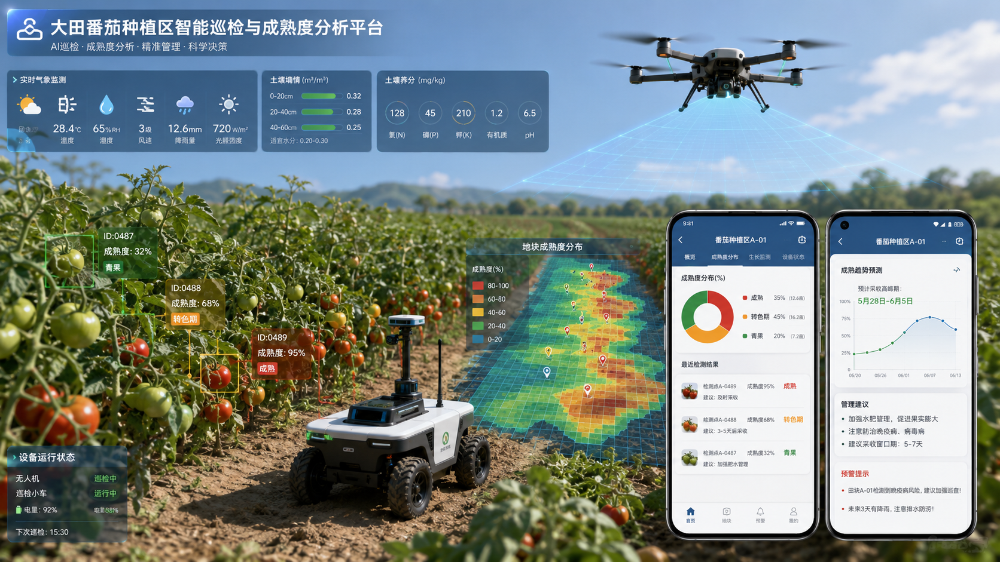 大田番茄种植区智能巡检与成熟度分析平台
AI巡检 · 成熟度分析 · 精准管理 · 科学决策
实时气象监测
28.4℃
65%RH
3级
12.6mm
720 W/m²
温度
湿度
风速
降雨量
光照强度
土壤墒情 (m³/m³)
0-20cm 0.32
20-40cm 0.28
40-60cm 0.25
适宜水分: 0.20-0.30
土壤养分 (mg/kg)
128 45 210 1.2 6.5
氮(N) 磷(P) 钾(K) 有机质 pH
ID:0487
成熟度: 32%
青果
ID:0488
成熟度: 68%
转色期
ID:0489
成熟度: 95%
成熟
地块成熟度分布
成熟度(%)
80-100
60-80
40-60
20-40
0-20
设备运行状态
无人机 巡检中
巡检小车 运行中
电量: 92% 88%
下次巡检: 15:30
番茄种植区A-01
概览 成熟度分布 生长监测 设备状态
成熟度分布(%)
成熟 35% (12.6亩)
转色期 45% (16.2亩)
青果 20% (7.2亩)
最近检测结果
检测点A-0489 成熟度95% 成熟
建议: 及时采收
检测点A-0488 成熟度68% 转色期
建议: 3-5天后采收
检测点A-0487 成熟度32% 青果
建议: 加强肥水管理
首页 地块 预警 我的
番茄种植区A-01
成熟趋势预测
预计采收高峰期:
5月28日-6月5日
100%
75%
50%
25%
0
05/20 05/26 06/01 06/07 06/13
管理建议
• 加强水肥管理，促进果实膨大
• 注意防治晚疫病、病毒病
• 建议采收窗口期: 5-7天
预警提示
• 田块A-01检测到晚疫病风险, 建议加强巡查!
• 未来3天有降雨, 注意排水防涝!